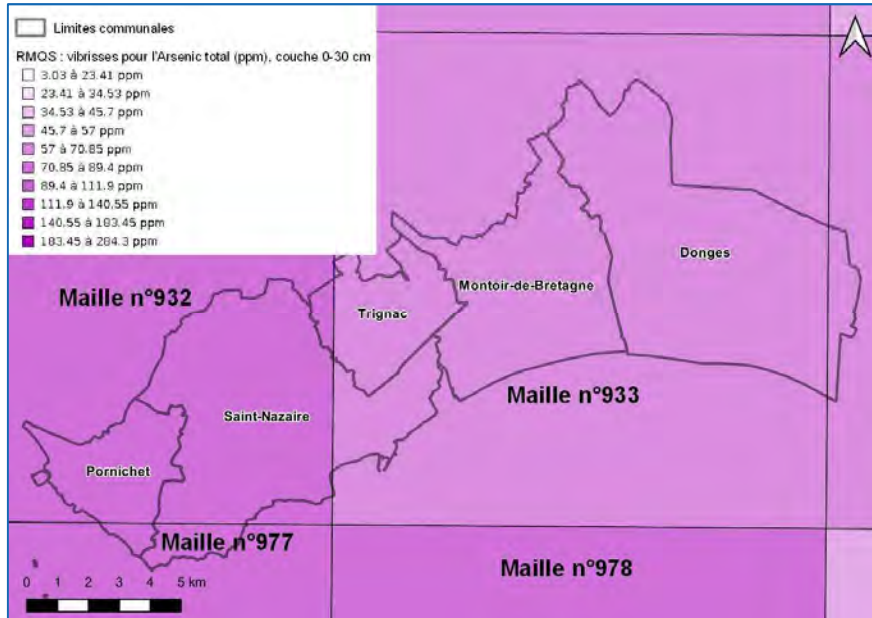 Limites communales
RMQS : vibrisses pour l'Arsenic total (ppm), couche 0-30 cm
3.03 à 23.41 ppm
23.41 à 34.53 ppm
34.53 à 45.7 ppm
45.7 à 57 ppm
57 à 70.85 ppm
70.85 à 89.4 ppm
89.4 à 111.9 ppm
111.9 à 140.55 ppm
140.55 à 183.45 ppm
183.45 à 284.3 ppm
Donges
Montoir-de-Bretagne
Maille n°932
Trignac
Maille n°933
Saint-Nazaire
Pornichet
Maille n°977
Maille n°978
0 1 2 3 4 5 km